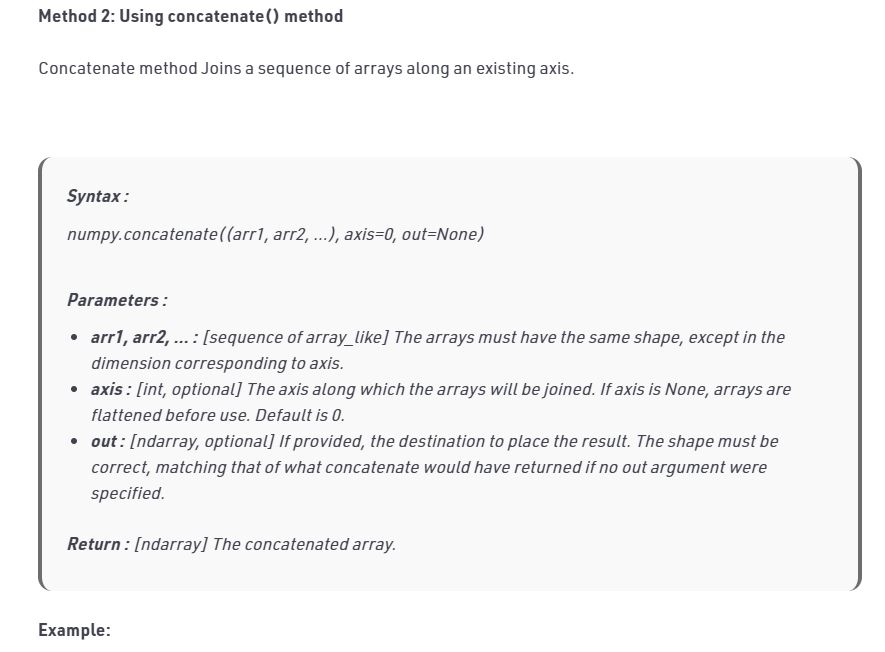 Method 2: Using concatenate() method
Concatenate method Joins a sequence of arrays along an existing axis.
Syntax :
numpy.concatenate((arr1, arr2, …), axis=0, out=None)
Parameters :
• arr1, arr2, … : [sequence of array_like] The arrays must have the same shape, except in the
dimension corresponding to axis.
• axis : [int, optional] The axis along which the arrays will be joined. If axis is None, arrays are
flattened before use. Default is 0.
• out : [ndarray, optional] If provided, the destination to place the result. The shape must be
correct, matching that of what concatenate would have returned if no out argument were
specified.
Return : [ndarray] The concatenated array.
Example: